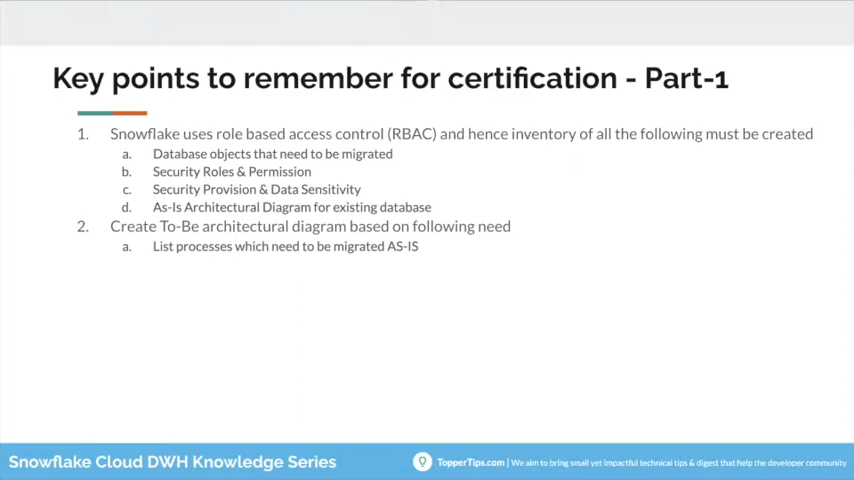 Key points to remember for certification - Part-1
1. Snowflake uses role based access control (RBAC) and hence inventory of all the following must be created
a. Database objects that need to be migrated
b. Security Roles & Permission
c. Security Provision & Data Sensitivity
d. As-Is Architectural Diagram for existing database
2. Create To-Be architectural diagram based on following need
a. List processes which need to be migrated AS-IS
Snowflake Cloud DWH Knowledge Series
TopperTips.com | We aim to bring small yet impactful technical tips & digest that help the developer community